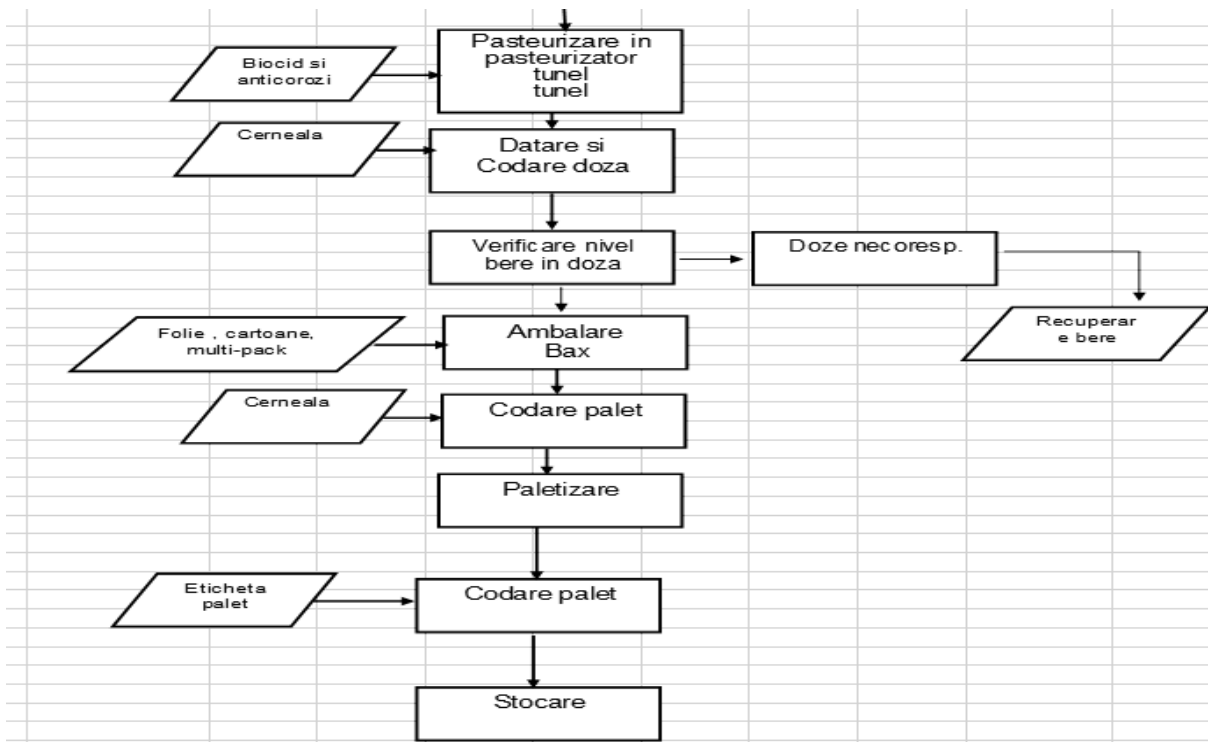 Pasteurizare in
pasteurizator
tunel
tunel
Biocid si
anticorozi
Cerneala
Datare si
Codare doza
Verificare nivel
bere in doza
Doze necoresp.
Recuperar
e bere
Folie , cartoane,
multi-pack
Ambalare
Bax
Cerneala
Codare palet
Paletizare
Eticheta
palet
Codare palet
Stocare